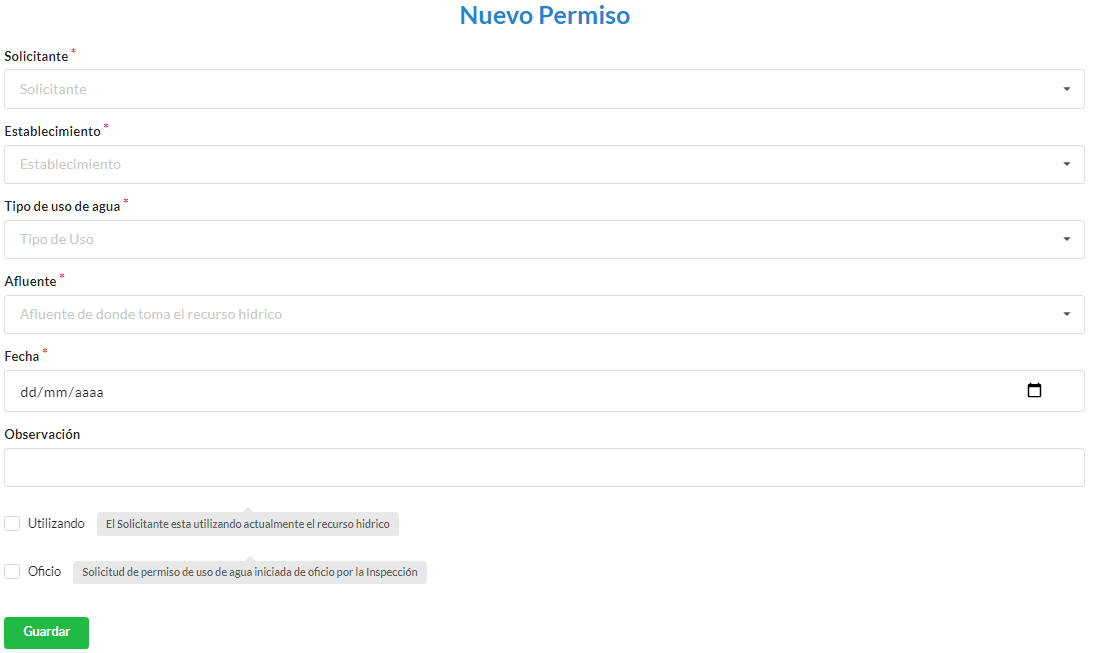 Nuevo Permiso
Solicitante *
Solicitante
Establecimiento *
Establecimiento
Tipo de uso de agua *
Tipo de Uso
Afluente *
Afluente de donde toma el recurso hidrico
Fecha *
dd/mm/aaaa
Observación
Utilizando El Solicitante esta utilizando actualmente el recurso hidrico
Oficio Solicitud de permiso de uso de agua iniciada de oficio por la Inspección
Guardar